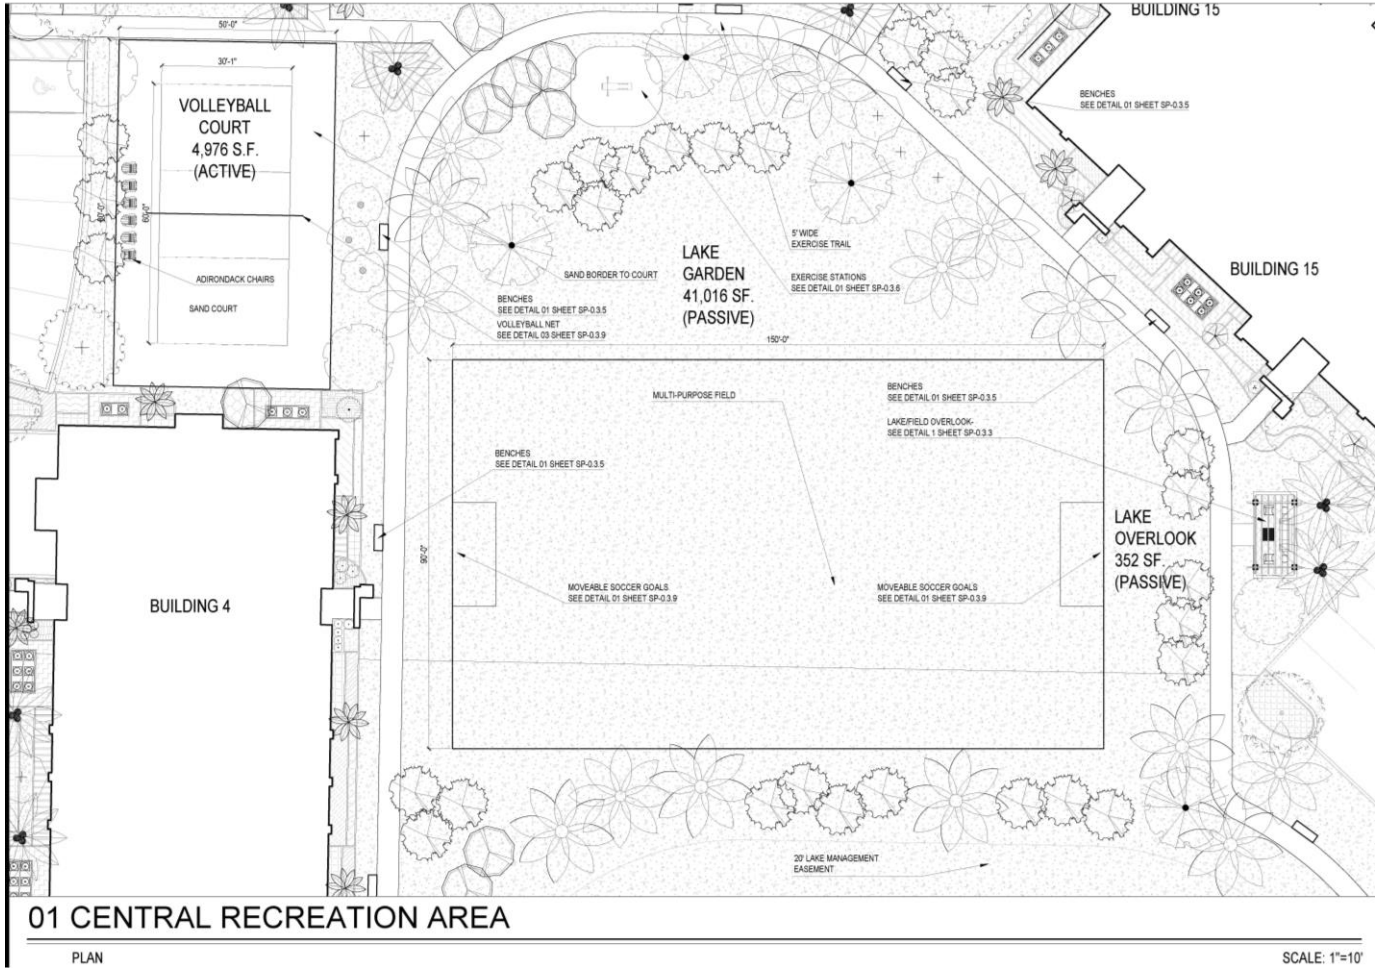 BUILDING 15
50'-0"
30'-1"
VOLLEYBALL
COURT
4,976 S.F.
(ACTIVE)
BENCHES
SEE DETAIL 01 SHEET SP-0.3.5
60'-0"
5' WIDE
EXERCISE TRAIL
LAKE
GARDEN
41,016 SF.
(PASSIVE)
BUILDING 15
ADIRONDACK CHAIRS
SAND BORDER TO COURT
EXERCISE STATIONS
SEE DETAIL 01 SHEET SP-0.3.6
SAND COURT
BENCHES
SEE DETAIL 01 SHEET SP-0.3.5
VOLLEYBALL NET
SEE DETAIL 03 SHEET SP-0.3.9
150'-0"
MULTI-PURPOSE FIELD
BENCHES
SEE DETAIL 01 SHEET SP-0.3.5
LAKE/FIELD OVERLOOK-
SEE DETAIL 1 SHEET SP-0.3.3
BENCHES
SEE DETAIL 01 SHEET SP-0.3.5
90'-0"
LAKE
OVERLOOK
352 SF.
(PASSIVE)
BUILDING 4
MOVEABLE SOCCER GOALS
SEE DETAIL 01 SHEET SP-0.3.9
MOVEABLE SOCCER GOALS
SEE DETAIL 01 SHEET SP-0.3.9
20' LAKE MANAGEMENT
EASEMENT
01 CENTRAL RECREATION AREA
PLAN
SCALE: 1"=10'